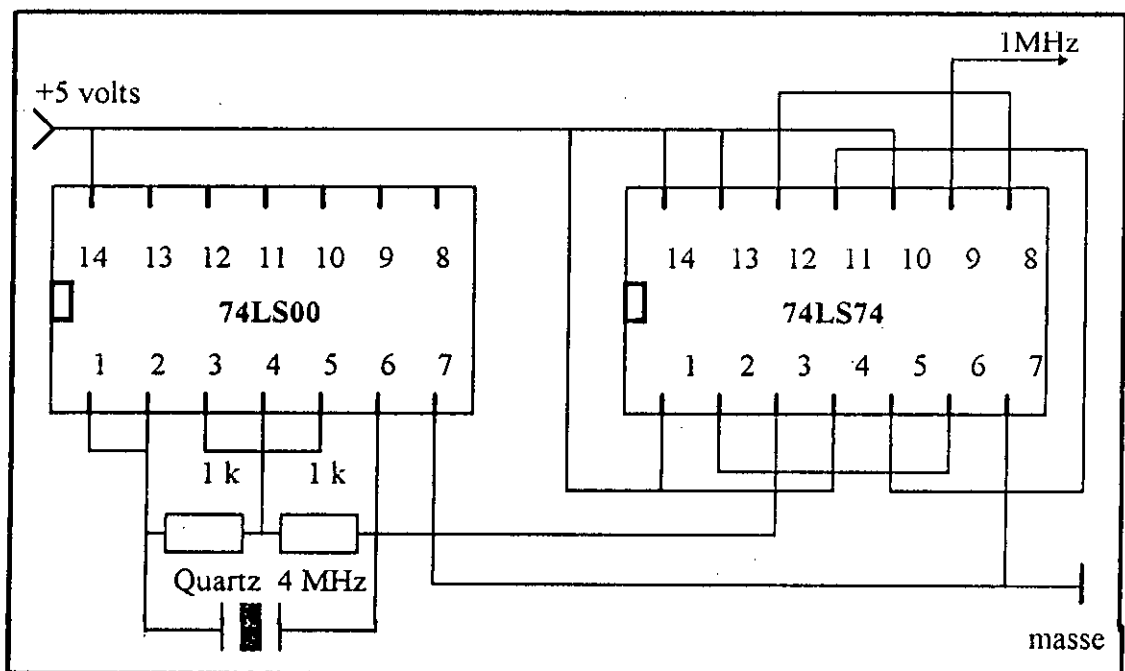 1MHz
+5 volts
14 13 12 11 10 9 8
74LS00
1 2 3 4 5 6 7
14 13 12 11 10 9 8
74LS74
1 2 3 4 5 6 7
1 k 1 k
Quartz 4 MHz
masse